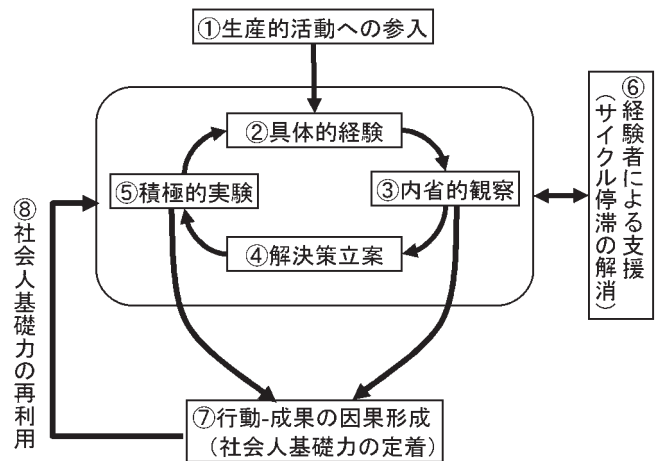 ①生産的活動への参入
②具体的経験
③内省的観察
④解決策立案
⑤積極的実験
⑥経験者による支援
(サイクル停滞の解消)
⑦行動-成果の因果形成
(社会人基礎力の定着)
⑧社会人基礎力の再利用